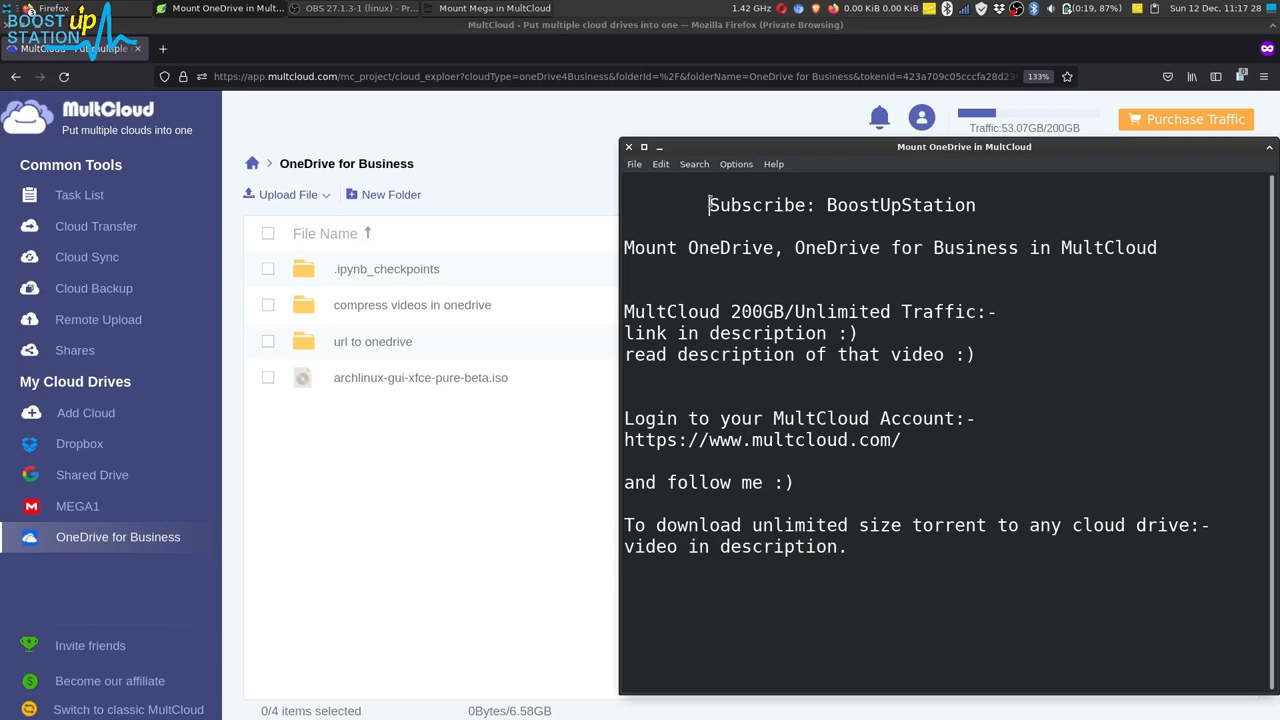 Firefox
Mount OneDrive in Mult...
OBS 27.1.3-1 (linux) - Pr...
Mount Mega in MultCloud
1.42 GHz
0.00 KiB 0.00 KiB
(0:19, 87%)
Sun 12 Dec, 11:17:28
BOOST up
STATION
MultCloud - Put multiple cloud drives into one — Mozilla Firefox (Private Browsing)
MultCloud - Put multiple
https://app.multcloud.com/mc_project/cloud_exploer?cloudType=oneDrive4Business&folderId=%2F&folderName=OneDrive for Business&tokenId=423a709c05cccfa28d23
133%
MultCloud
Put multiple clouds into one
Traffic:53.07GB/200GB
Purchase Traffic
Common Tools
Task List
Cloud Transfer
Cloud Sync
Cloud Backup
Remote Upload
Shares
My Cloud Drives
Add Cloud
Dropbox
Shared Drive
MEGA1
OneDrive for Business
Invite friends
Become our affiliate
Switch to classic MultCloud
OneDrive for Business
Upload File
New Folder
File Name
.ipynb_checkpoints
compress videos in onedrive
url to onedrive
archlinux-gui-xfce-pure-beta.iso
0/4 items selected
0Bytes/6.58GB
Mount OneDrive in MultCloud
File Edit Search Options Help
Subscribe: BoostUpStation
Mount OneDrive, OneDrive for Business in MultCloud
MultCloud 200GB/Unlimited Traffic:-
link in description :)
read description of that video :)
Login to your MultCloud Account:-
https://www.multcloud.com/
and follow me :)
To download unlimited size torrent to any cloud drive:-
video in description.